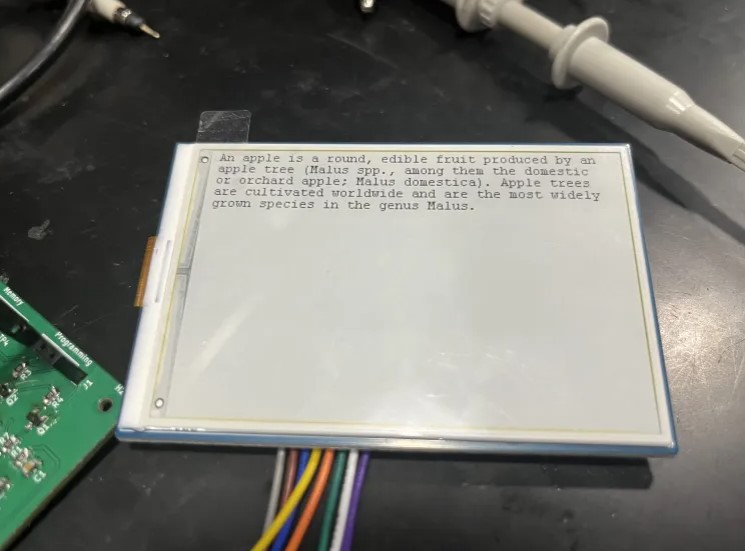 An apple is a round, edible fruit produced by an
apple tree (Malus spp., among them the domestic
or orchard apple; Malus domestica). Apple trees
are cultivated worldwide and are the most widely
grown species in the genus Malus.
Memory
Programming
J1